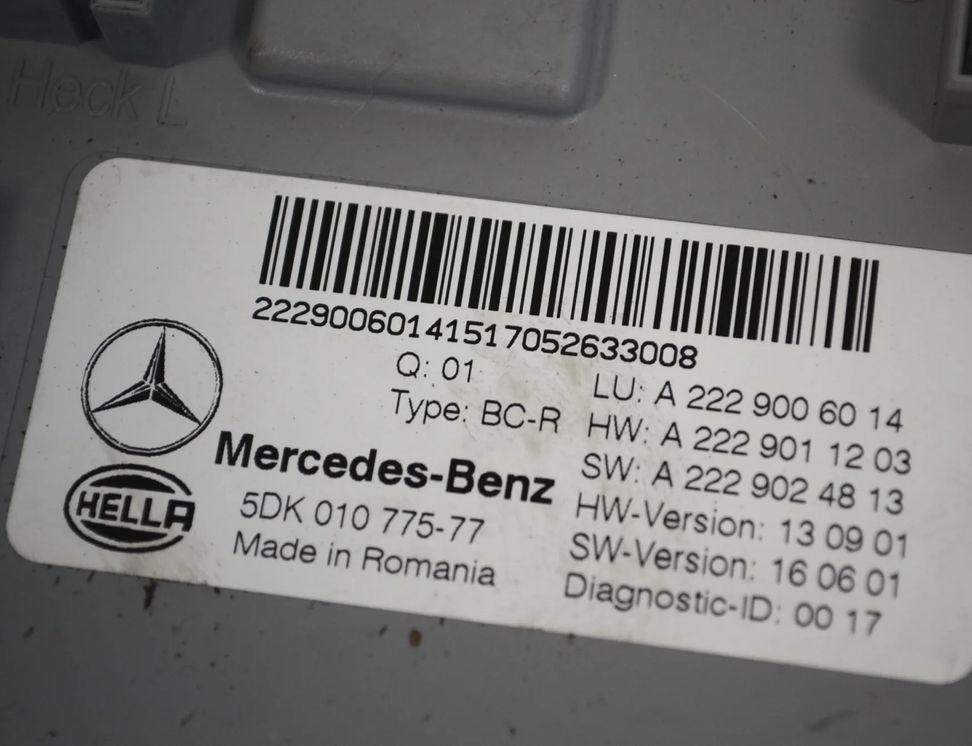 Heck L
22290060141517052633008
Q: 01
Type: BC-R
LU: A 222 900 60 14
HW: A 222 901 12 03
SW: A 222 902 48 13
HW-Version: 13 09 01
SW-Version: 16 06 01
Diagnostic-ID: 00 17
Mercedes-Benz
HELLA
5DK 010 775-77
Made in Romania